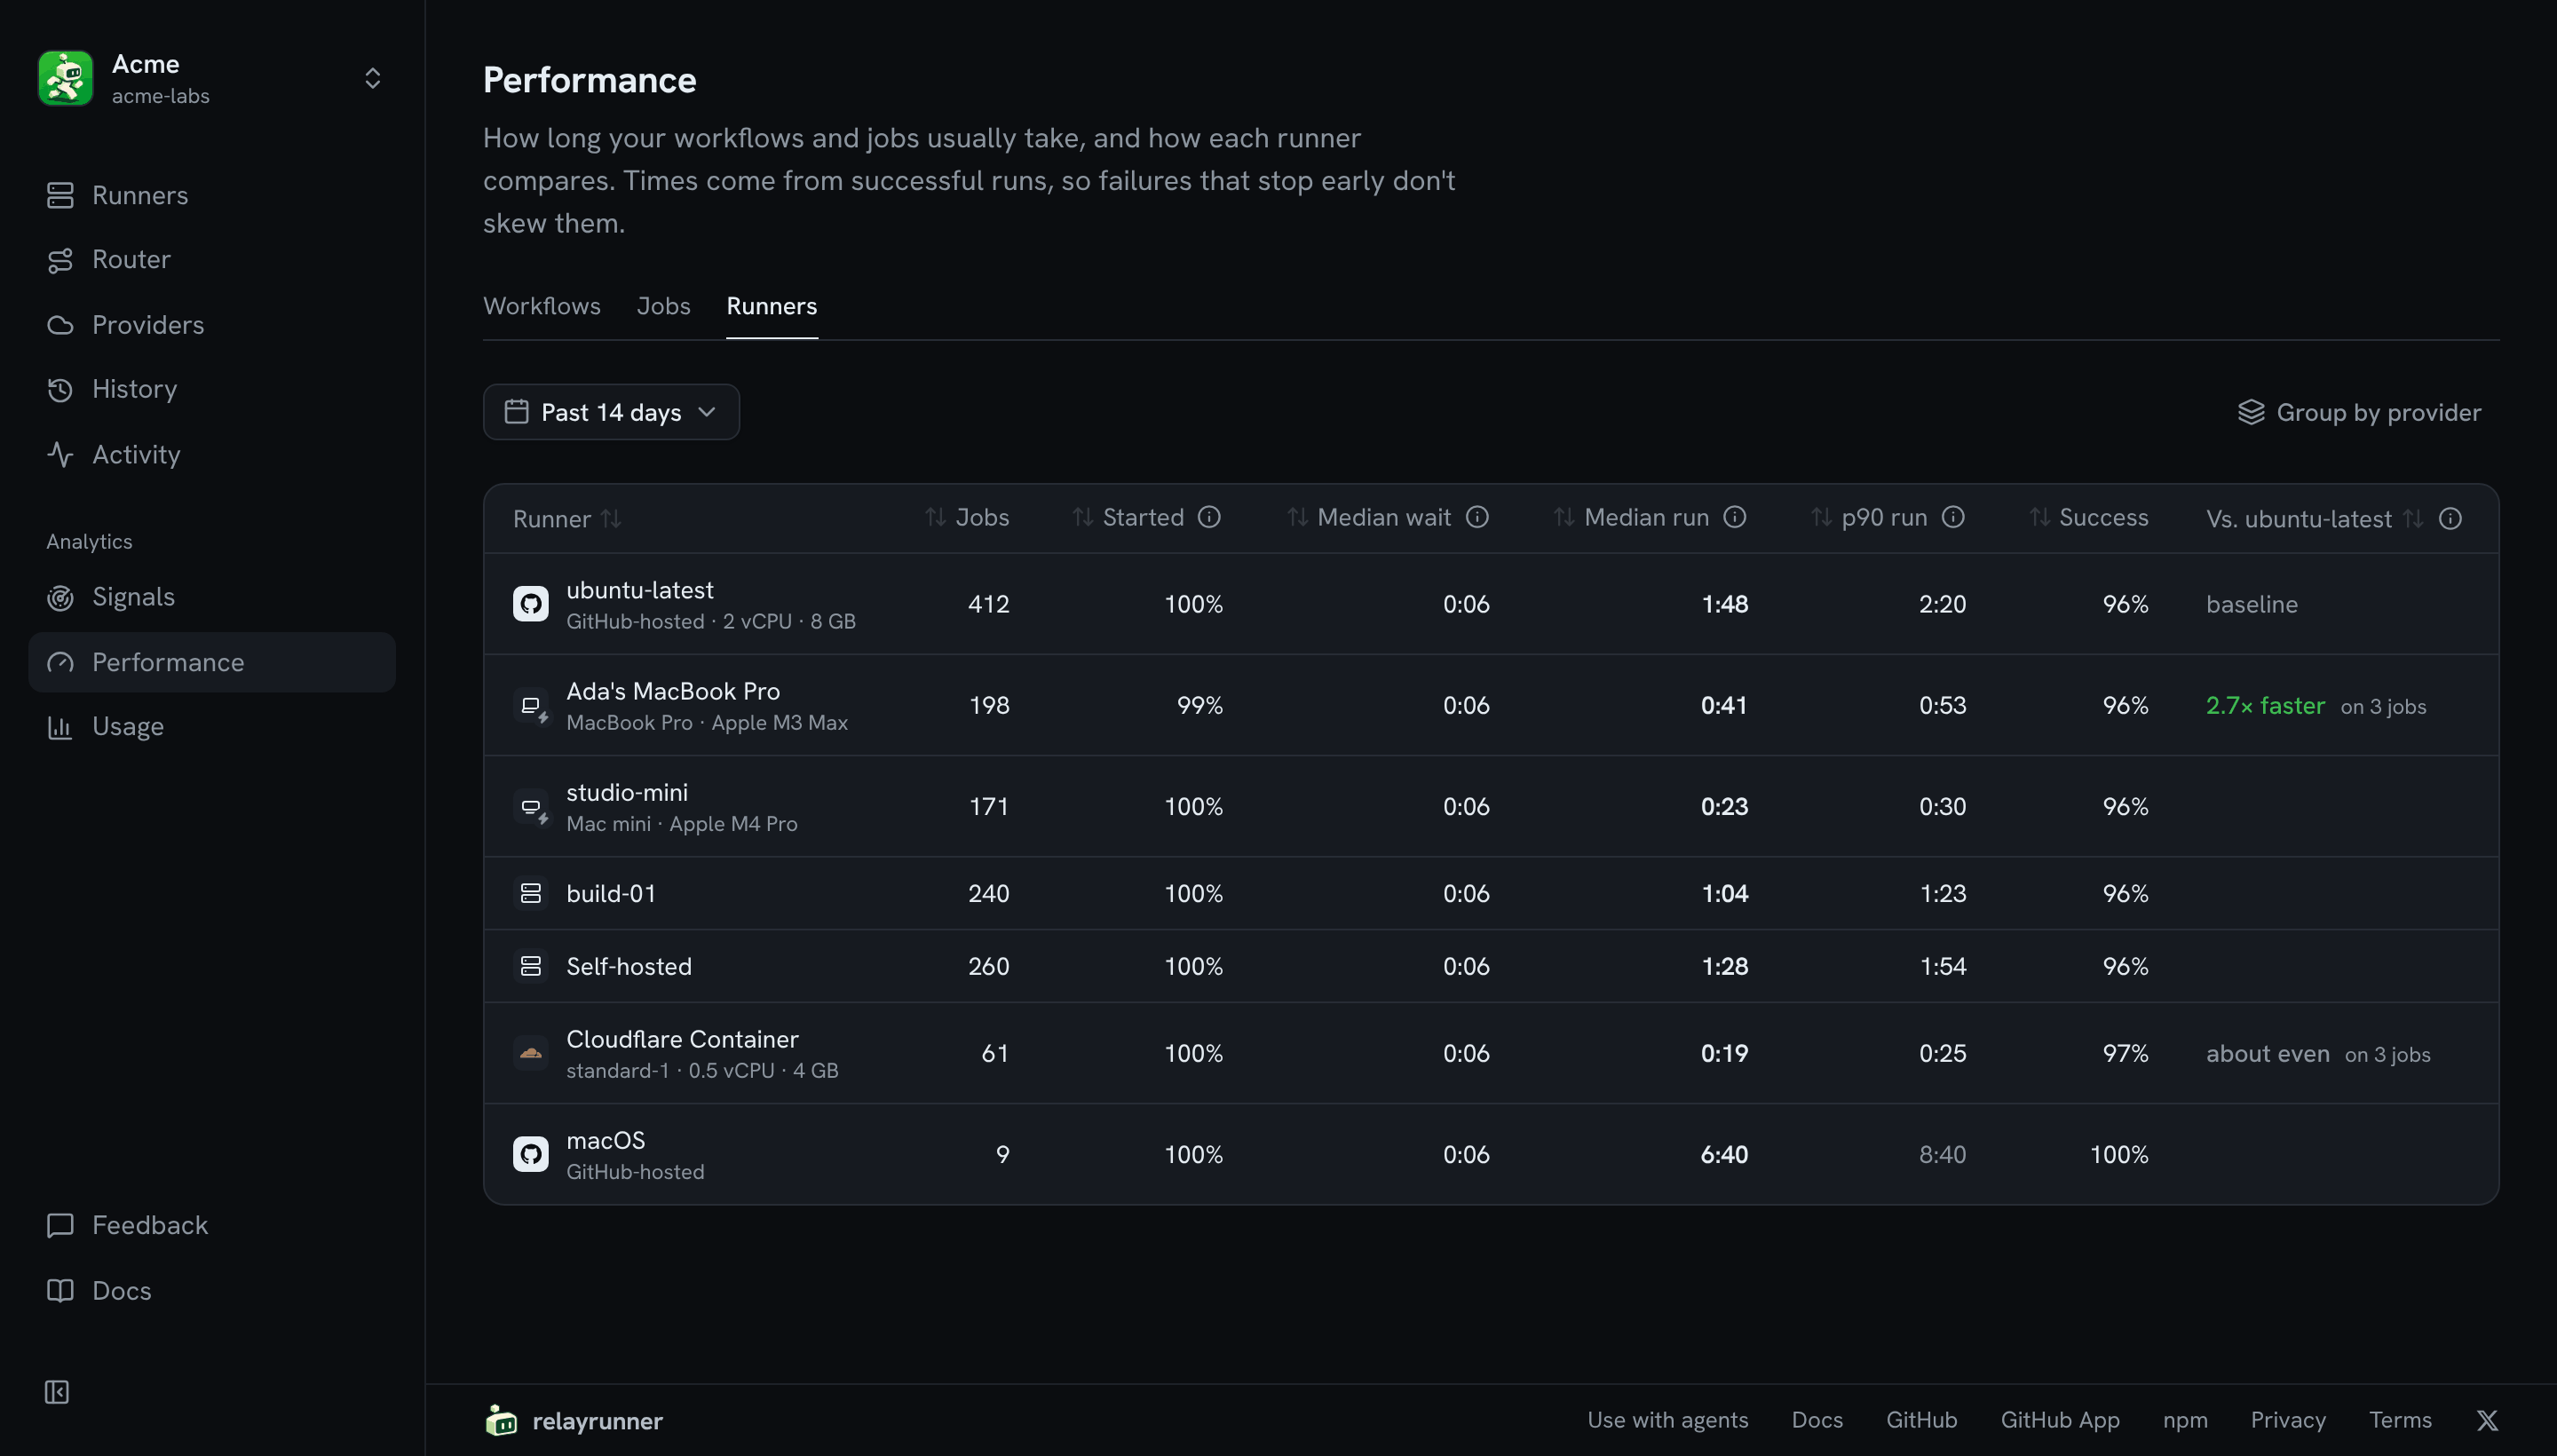 Acme
acme-labs
Runners
Router
Providers
History
Activity
Analytics
Signals
Performance
Usage
Feedback
Docs
Performance
How long your workflows and jobs usually take, and how each runner
compares. Times come from successful runs, so failures that stop early don't
skew them.
Workflows Jobs Runners
Past 14 days Group by provider
Runner Jobs Started Median wait Median run p90 run Success Vs. ubuntu-latest
ubuntu-latest 412 100% 0:06 1:48 2:20 96% baseline
GitHub-hosted · 2 vCPU · 8 GB
Ada's MacBook Pro 198 99% 0:06 0:41 0:53 96% 2.7× faster on 3 jobs
MacBook Pro · Apple M3 Max
studio-mini 171 100% 0:06 0:23 0:30 96%
Mac mini · Apple M4 Pro
build-01 240 100% 0:06 1:04 1:23 96%
Self-hosted 260 100% 0:06 1:28 1:54 96%
Cloudflare Container 61 100% 0:06 0:19 0:25 97% about even on 3 jobs
standard-1 · 0.5 vCPU · 4 GB
macOS 9 100% 0:06 6:40 8:40 100%
GitHub-hosted
relayrunner Use with agents Docs GitHub GitHub App npm Privacy Terms